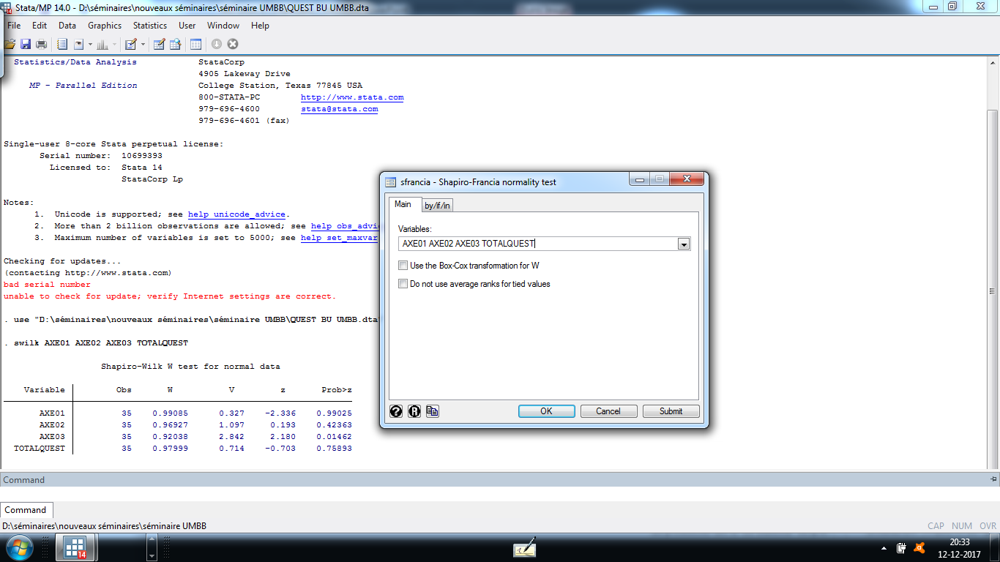 Stata/MP 14.0 - D:\séminaires\nouveaux séminaires\séminaire UMBB\QUEST BU UMBB.dta
File Edit Data Graphics Statistics User Window Help
Statistics/Data Analysis StataCorp
4905 Lakeway Drive
MP - Parallel Edition College Station, Texas 77845 USA
800-STATA-PC http://www.stata.com
979-696-4600 stata@stata.com
979-696-4601 (fax)
Single-user 8-core Stata perpetual license:
Serial number: 10699393
Licensed to: Stata 14
StataCorp Lp
Notes:
1. Unicode is supported; see help unicode_advice.
2. More than 2 billion observations are allowed; see help obs_advi
3. Maximum number of variables is set to 5000; see help set_maxvar
Checking for updates...
(contacting http://www.stata.com)
bad serial number
unable to check for update; verify Internet settings are correct.
. use "D:\séminaires\nouveaux séminaires\séminaire UMBB\QUEST BU UMBB.dta"
. swilk AXE01 AXE02 AXE03 TOTALQUEST
Shapiro-Wilk W test for normal data
Variable Obs W V z Prob>z
AXE01 35 0.99085 0.327 -2.336 0.99025
AXE02 35 0.96927 1.097 0.193 0.42363
AXE03 35 0.92038 2.842 2.180 0.01462
TOTALQUEST 35 0.97999 0.714 -0.703 0.75893
sfrancia - Shapiro-Francia normality test
Main by/if/in
Variables:
AXE01 AXE02 AXE03 TOTALQUEST
Use the Box-Cox transformation for W
Do not use average ranks for tied values
OK Cancel Submit
Command
Command
D:\séminaires\nouveaux séminaires\séminaire UMBB CAP NUM OVR
14
20:33
12-12-2017